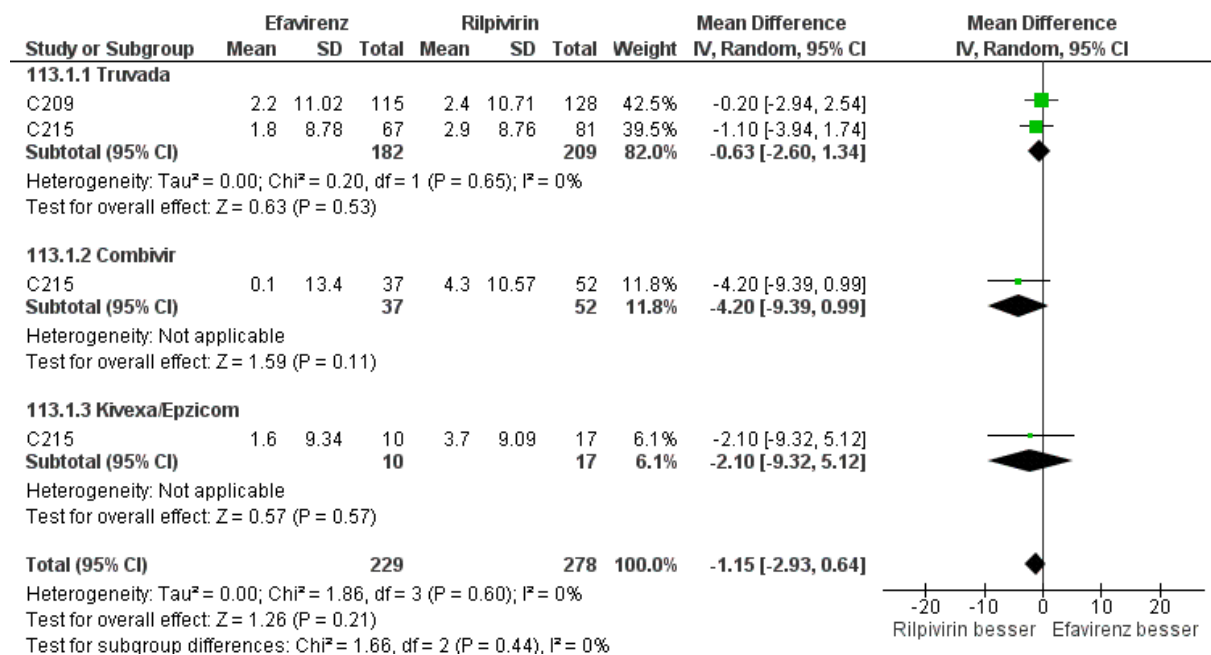 Efavirenz Rilpivirin Mean Difference Mean Difference
Study or Subgroup Mean SD Total Mean SD Total Weight IV, Random, 95% CI IV, Random, 95% CI
113.1.1 Truvada
C209 2.2 11.02 115 2.4 10.71 128 42.5% -0.20 [-2.94, 2.54]
C215 1.8 8.78 67 2.9 8.76 81 39.5% -1.10 [-3.94, 1.74]
Subtotal (95% CI) 182 209 82.0% -0.63 [-2.60, 1.34]
Heterogeneity: Tau² = 0.00; Chi² = 0.20, df = 1 (P = 0.65); I² = 0%
Test for overall effect: Z = 0.63 (P = 0.53)
113.1.2 Combivir
C215 0.1 13.4 37 4.3 10.57 52 11.8% -4.20 [-9.39, 0.99]
Subtotal (95% CI) 37 52 11.8% -4.20 [-9.39, 0.99]
Heterogeneity: Not applicable
Test for overall effect: Z = 1.59 (P = 0.11)
113.1.3 Kivexa/Epzicom
C215 1.6 9.34 10 3.7 9.09 17 6.1% -2.10 [-9.32, 5.12]
Subtotal (95% CI) 10 17 6.1% -2.10 [-9.32, 5.12]
Heterogeneity: Not applicable
Test for overall effect: Z = 0.57 (P = 0.57)
Total (95% CI) 229 278 100.0% -1.15 [-2.93, 0.64]
Heterogeneity: Tau² = 0.00; Chi² = 1.86, df = 3 (P = 0.60); I² = 0%
Test for overall effect: Z = 1.26 (P = 0.21)
Test for subgroup differences: Chi² = 1.66, df = 2 (P = 0.44), I² = 0%
-20 -10 0 10 20
Rilpivirin besser Efavirenz besser